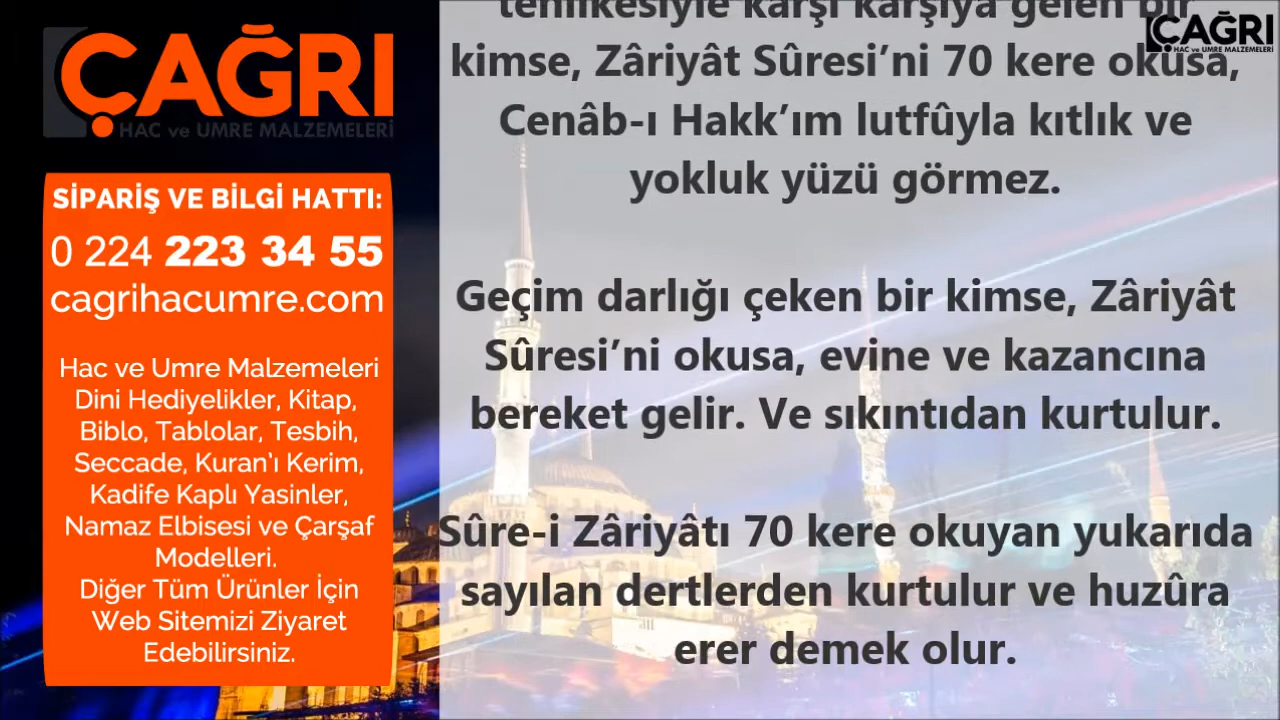 ÇAĞRI
HAC ve UMRE MALZEMELERİ
SİPARİŞ VE BİLGİ HATTI:
0 224 223 34 55
cagrihacumre.com
Hac ve Umre Malzemeleri
Dini Hediyelikler, Kitap,
Biblo, Tablolar, Tesbih,
Seccade, Kuran'ı Kerim,
Kadife Kaplı Yasinler,
Namaz Elbisesi ve Çarşaf
Modelleri.
Diğer Tüm Ürünler İçin
Web Sitemizi Ziyaret
Edebilirsiniz.
tehlikesiyle karşı karşıya gelen bir
kimse, Zâriyât Sûresi’ni 70 kere okusa,
Cenâb-ı Hakk’ım lutfûyla kıtlık ve
yokluk yüzü görmez.
Geçim darlığı çeken bir kimse, Zâriyât
Sûresi’ni okusa, evine ve kazancına
bereket gelir. Ve sıkıntıdan kurtulur.
Sûre-i Zâriyâtı 70 kere okuyan yukarıda
sayılan dertlerden kurtulur ve huzûra
erer demek olur.
ÇAĞRI
HAC ve UMRE MALZEMELERİ